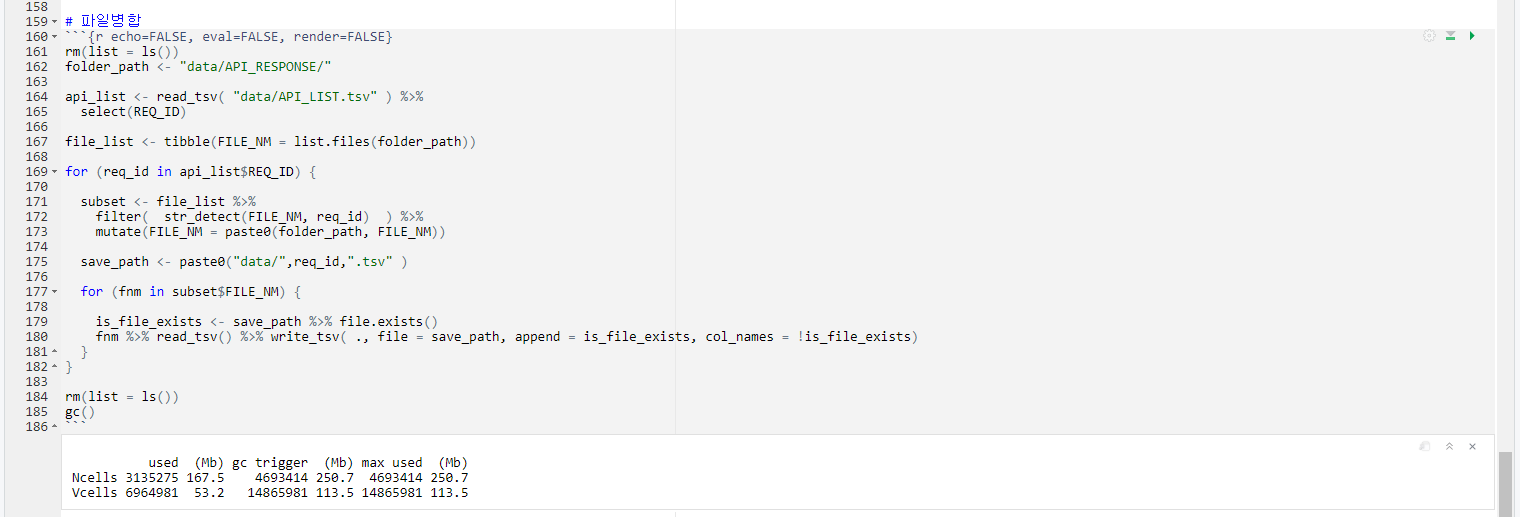 158
159 # 파일병합
160 ```{r echo=FALSE, eval=FALSE, render=FALSE}
161 rm(list = ls())
162 folder_path <- "data/API_RESPONSE/"
163
164 api_list <- read_tsv( "data/API_LIST.tsv" ) %>%
165   select(REQ_ID)
166
167 file_list <- tibble(FILE_NM = list.files(folder_path))
168
169 for (req_id in api_list$REQ_ID) {
170
171   subset <- file_list %>%
172     filter(  str_detect(FILE_NM, req_id)  ) %>%
173     mutate(FILE_NM = paste0(folder_path, FILE_NM))
174
175   save_path <- paste0("data/",req_id,".tsv" )
176
177   for (fnm in subset$FILE_NM) {
178
179     is_file_exists <- save_path %>% file.exists()
180     fnm %>% read_tsv() %>% write_tsv( ., file = save_path, append = is_file_exists, col_names = !is_file_exists)
181   }
182 }
183
184 rm(list = ls())
185 gc()
186 ```
          used  (Mb) gc trigger  (Mb) max used  (Mb)
Ncells 3135275 167.5    4693414 250.7  4693414 250.7
Vcells 6964981  53.2   14865981 113.5 14865981 113.5